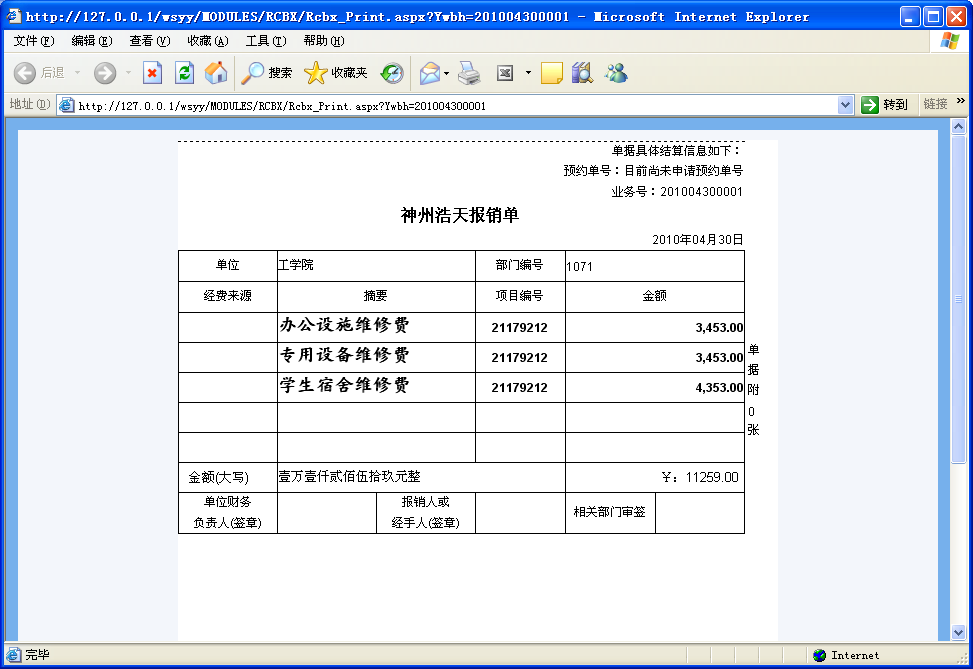 http://127.0.0.1/wsyy/MODULES/RCBX/Rcbx_Print.aspx?Ywbh=201004300001 - Microsoft Internet Explorer
文件(F) 编辑(E) 查看(V) 收藏(A) 工具(T) 帮助(H)
后退 搜索 收藏夹
地址(D) http://127.0.0.1/wsyy/MODULES/RCBX/Rcbx_Print.aspx?Ywbh=201004300001 转到 链接 »
单据具体结算信息如下：
预约单号：目前尚未申请预约单号
业务号：201004300001
神州浩天报销单
2010年04月30日
单位 工学院 部门编号 1071
经费来源 摘要 项目编号 金额
办公设施维修费 21179212 3,453.00
专用设备维修费 21179212 3,453.00
学生宿舍维修费 21179212 4,353.00
单
据
附
0
张
金额(大写) 壹万壹仟贰佰伍拾玖元整 ￥：11259.00
单位财务
负责人(签章)
报销人或
经手人(签章)
相关部门审签
完毕 Internet